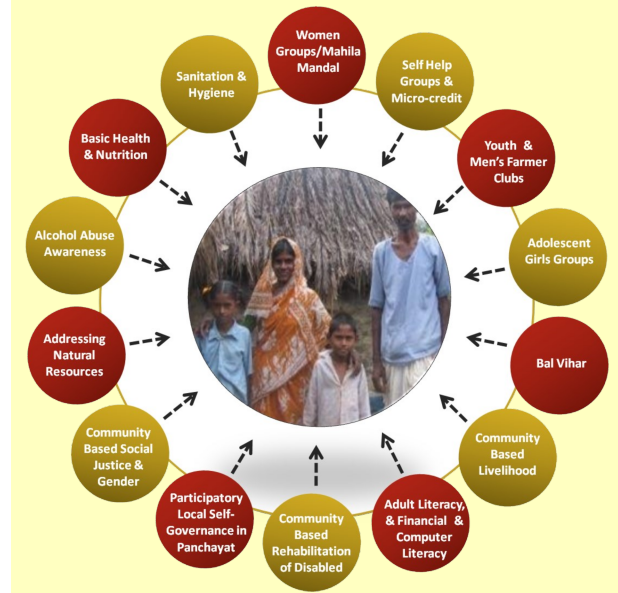 Women
Groups/Mahila
Mandal
Self Help
Groups &
Micro-credit
Youth &
Men's Farmer
Clubs
Adolescent
Girls Groups
Bal Vihar
Community
Based
Livelihood
Adult Literacy,
& Financial &
Computer
Literacy
Community
Based
Rehabilitation
of Disabled
Participatory
Local Self-
Governance in
Panchayat
Community
Based Social
Justice &
Gender
Addressing
Natural
Resources
Alcohol Abuse
Awareness
Basic Health
& Nutrition
Sanitation &
Hygiene